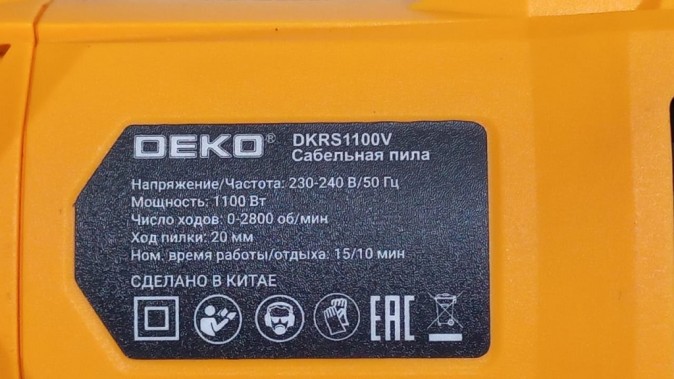 DEKO® DKRS1100V
Сабельная пила
Напряжение/Частота: 230-240 В/50 Гц
Мощность: 1100 Вт
Число ходов: 0-2800 об/мин
Ход пилки: 20 мм
Ном. время работы/отдыха: 15/10 мин
СДЕЛАНО В КИТАЕ
EAC